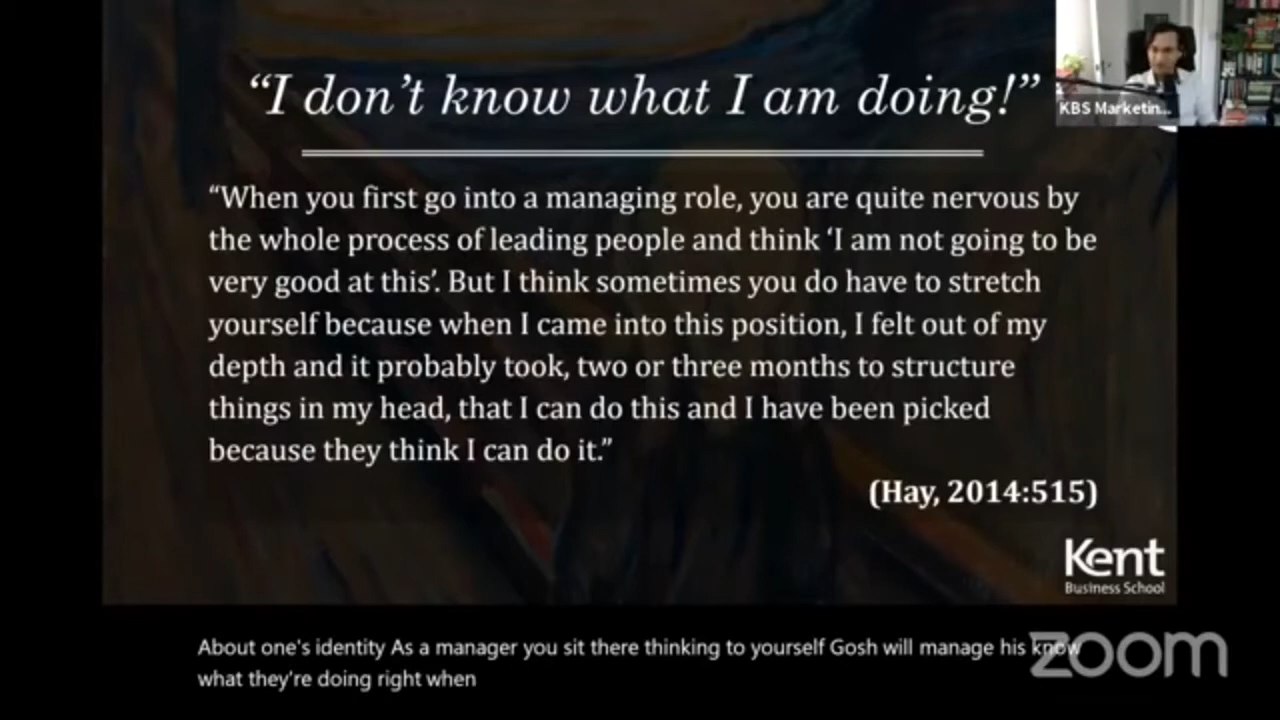 “I don’t know what I am doing!”
KBS Marketin...
“When you first go into a managing role, you are quite nervous by
the whole process of leading people and think ‘I am not going to be
very good at this’. But I think sometimes you do have to stretch
yourself because when I came into this position, I felt out of my
depth and it probably took, two or three months to structure
things in my head, that I can do this and I have been picked
because they think I can do it.”
(Hay, 2014:515)
Kent
Business School
About one's identity As a manager you sit there thinking to yourself Gosh will manage his know
what they're doing right when
zoom